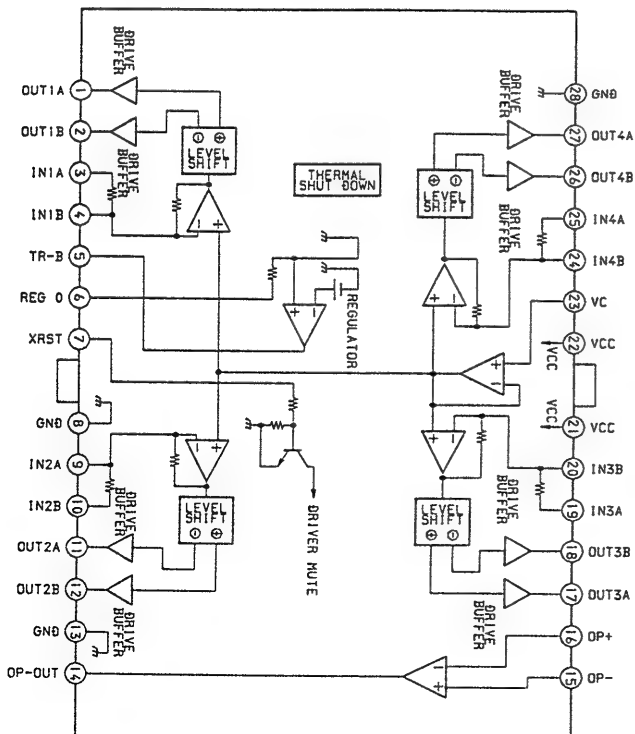 DRIVE BUFFER
OUT1A 1
OUT1B 2
DRIVE BUFFER
IN1A 3
IN1B 4
TR-B 5
REG O 6
XRST 7
GND 8
IN2A 9
IN2B 10
DRIVE BUFFER
OUT2A 11
OUT2B 12
DRIVE BUFFER
GND 13
OP-OUT 14
⊖ ⊕
LEVEL
SHIFT
- +
THERMAL
SHUT DOWN
+ -
REGULATOR
- +
LEVEL
SHIFT
⊖ ⊕
DRIVER MUTE
DRIVE BUFFER
28 GND
27 OUT4A
26 OUT4B
DRIVE BUFFER
25 IN4A
24 IN4B
23 VC
22 VCC
VCC
VCC
21 VCC
20 IN3B
19 IN3A
DRIVE BUFFER
18 OUT3B
17 OUT3A
DRIVE BUFFER
16 OP+
15 OP-
⊕ ⊖
LEVEL
SHIFT
+ -
+ -
+ -
LEVEL
SHIFT
⊕ ⊖
- +